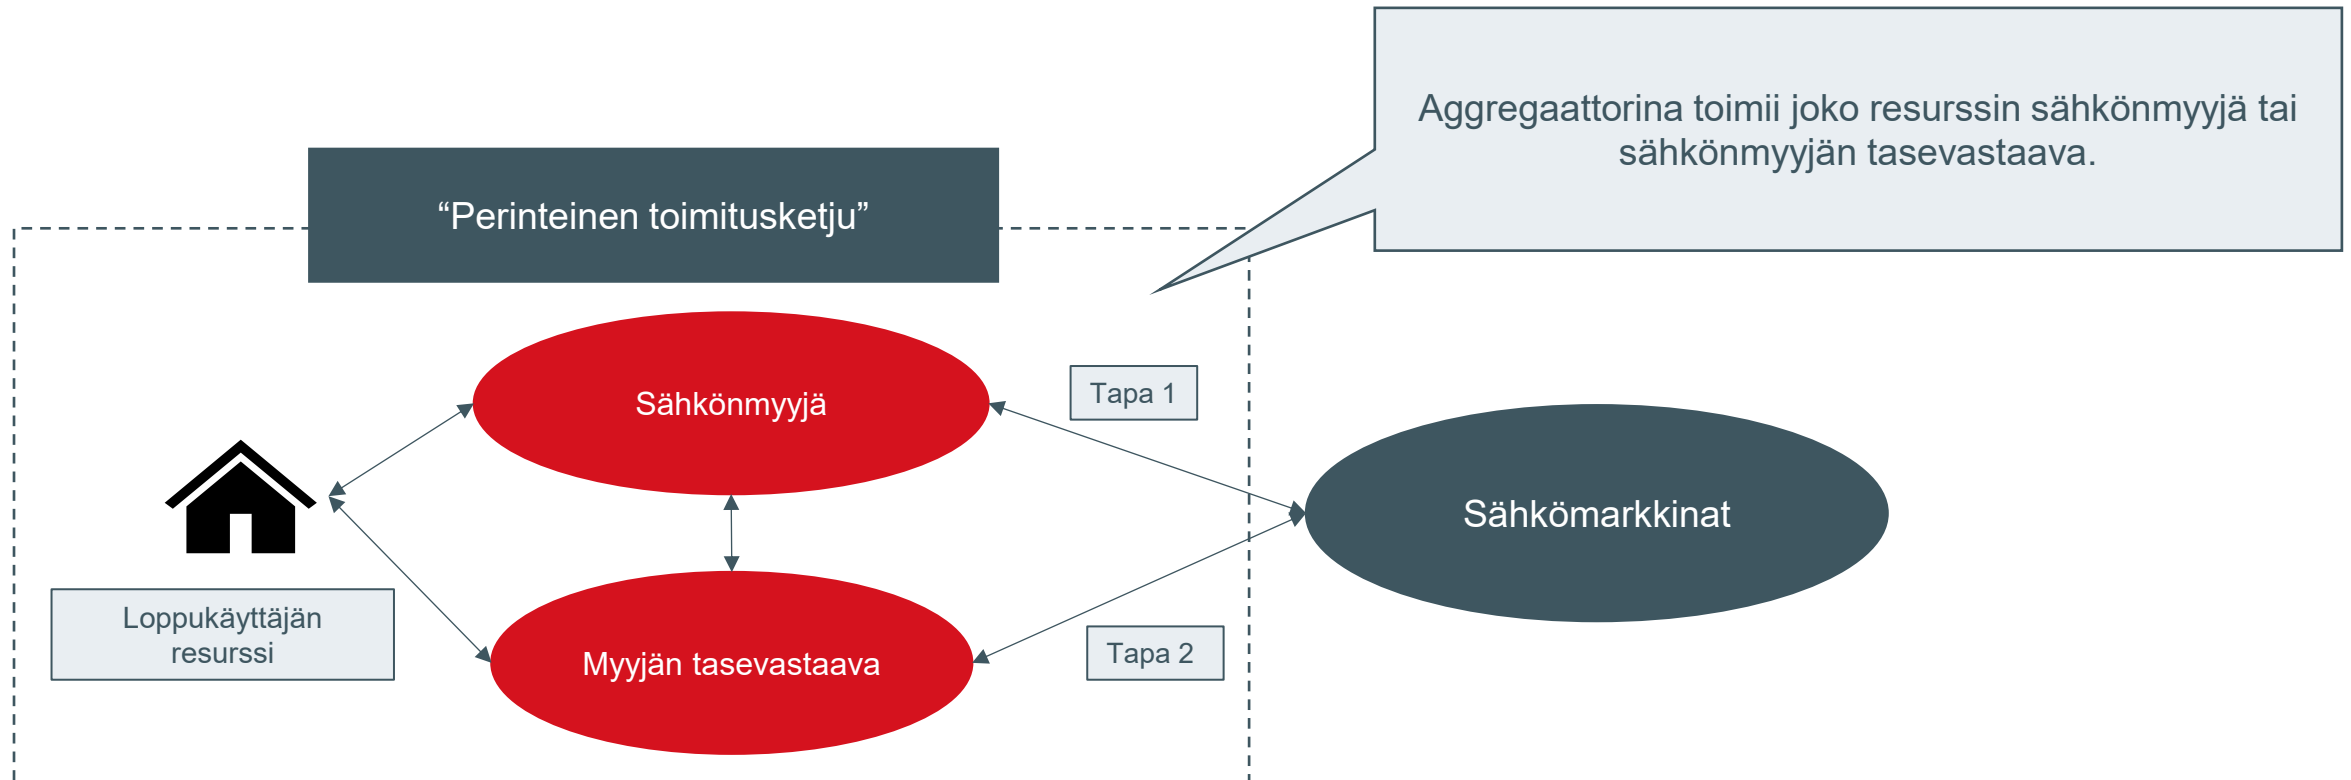 Aggregaattorina toimii joko resurssin sähkönmyyjä tai
sähkönmyyjän tasevastaava.
“Perinteinen toimitusketju”
Sähkönmyyjä
Tapa 1
Sähkömarkkinat
Loppukäyttäjän
resurssi
Myyjän tasevastaava
Tapa 2